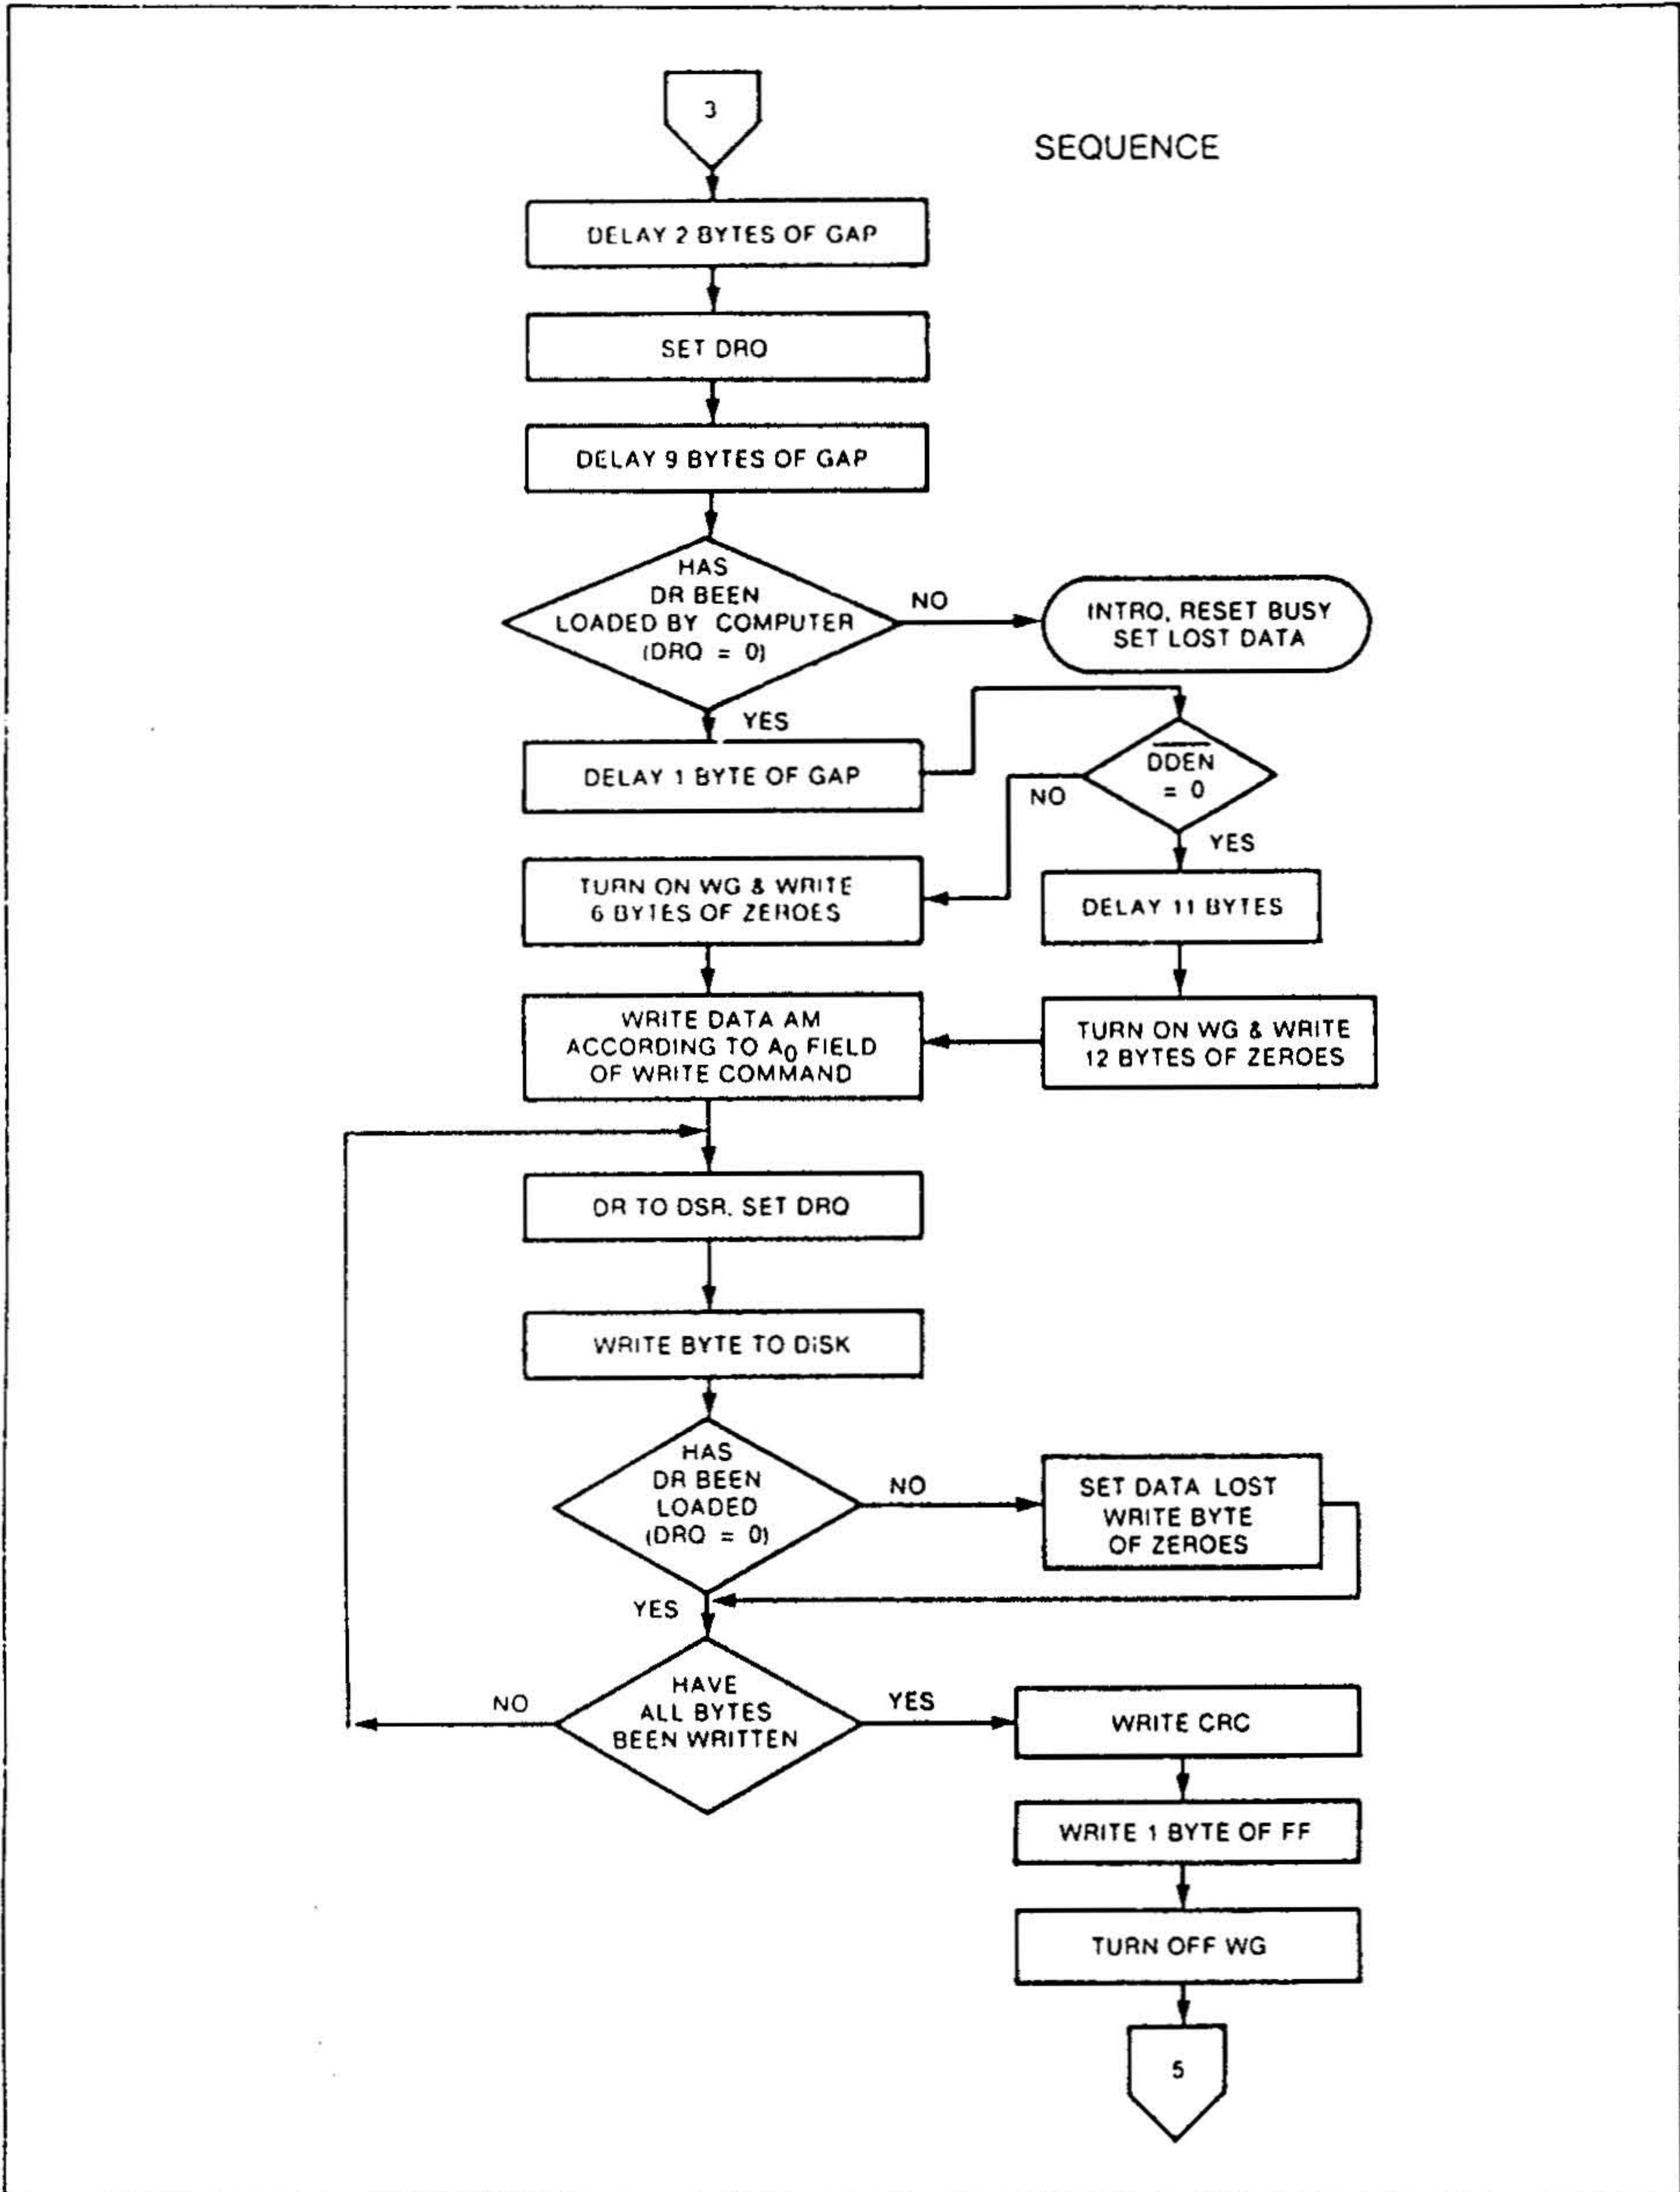 3
SEQUENCE
DELAY 2 BYTES OF GAP
SET DRQ
DELAY 9 BYTES OF GAP
HAS
DR BEEN
LOADED BY COMPUTER
(DRQ = 0)
NO
INTRQ, RESET BUSY
SET LOST DATA
YES
DELAY 1 BYTE OF GAP
DDEN
= 0
NO
YES
TURN ON WG & WRITE
6 BYTES OF ZEROES
DELAY 11 BYTES
WRITE DATA AM
ACCORDING TO A0 FIELD
OF WRITE COMMAND
TURN ON WG & WRITE
12 BYTES OF ZEROES
DR TO DSR, SET DRQ
WRITE BYTE TO DISK
HAS
DR BEEN
LOADED
(DRQ = 0)
NO
SET DATA LOST
WRITE BYTE
OF ZEROES
YES
HAVE
ALL BYTES
BEEN WRITTEN
NO
YES
WRITE CRC
WRITE 1 BYTE OF FF
TURN OFF WG
5